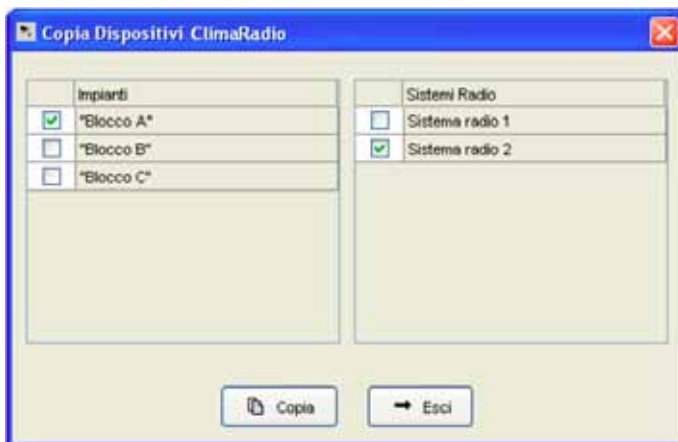 Copia Dispositivi ClimaRadio
Impianti
"Blocco A"
"Blocco B"
"Blocco C"
Sistemi Radio
Sistema radio 1
Sistema radio 2
Copia
Esci